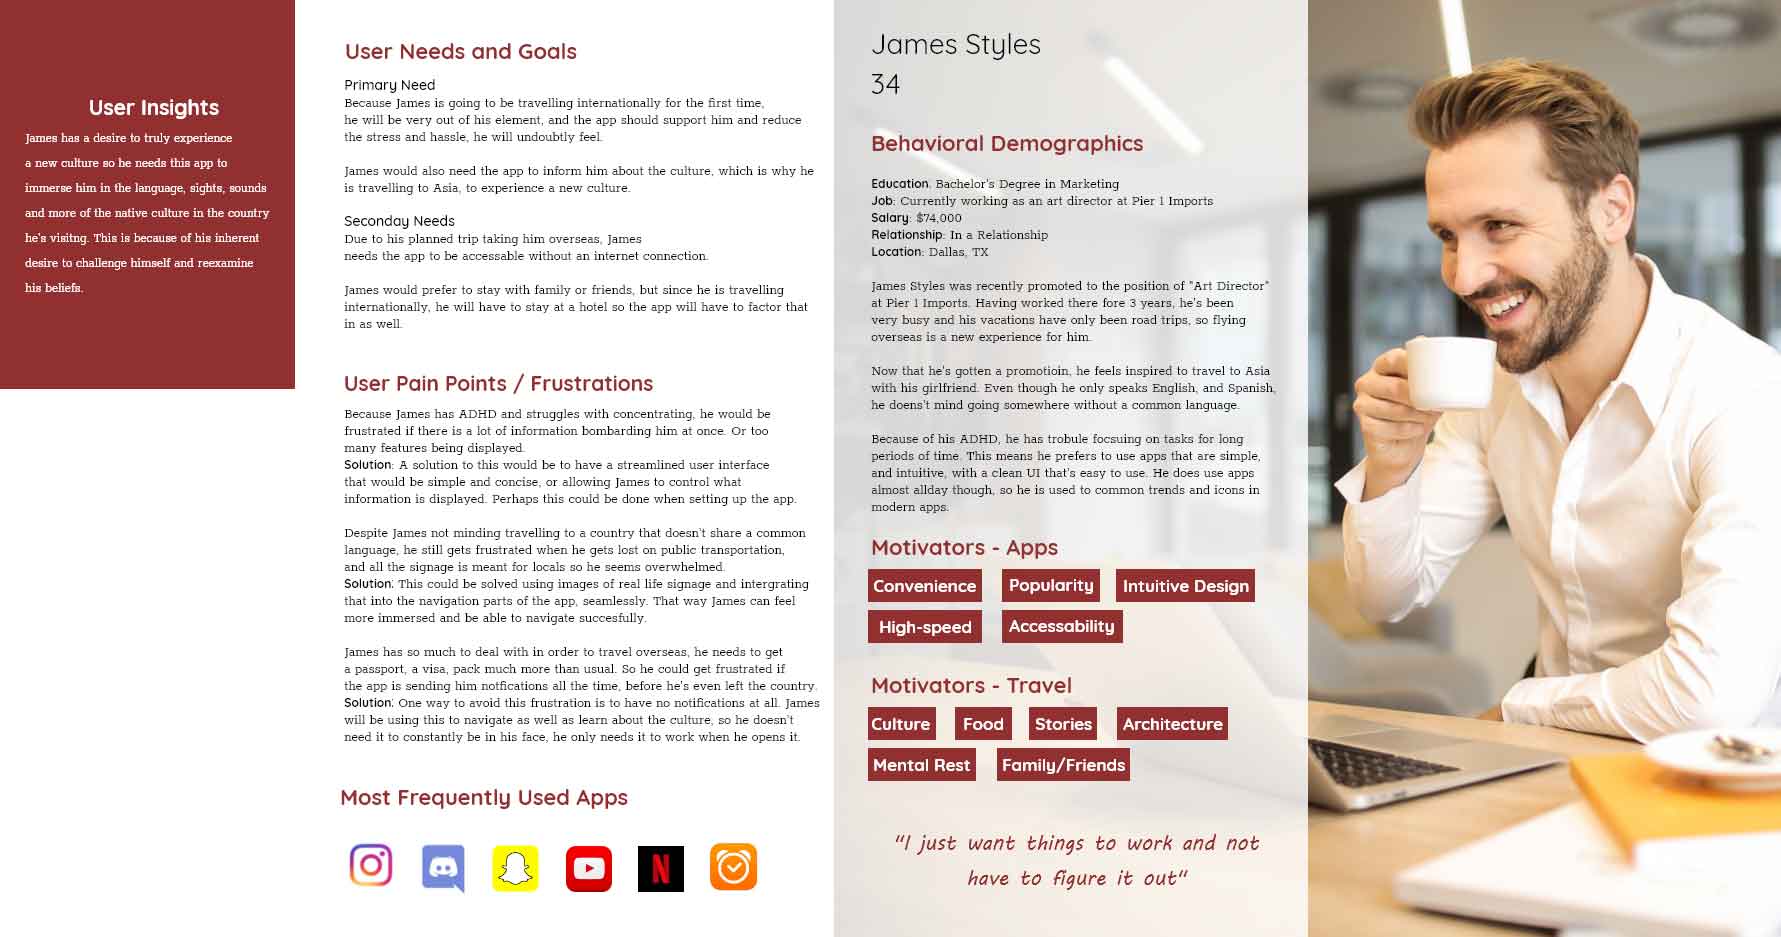 User Insights
James has a desire to truly experience
a new culture so be needs this app to
immerse him in the language, sights, sounds
and more of the native culture in the country
he's visitng. This is because of his inherent
desire to challenge himself and reexamine
his beliefs.
User Needs and Goals
Primary Need
Because James is going to be travelling internationally for the first time,
he will be very out of his element, and the app should support him and reduce
the stress and hassle, he will undoubtly feel.
James would also need the app to inform him about the culture, which is why he
is travelling to Asia, to experience a new culture.
Seconday Needs
Due to his planned trip taking him overseas, James
needs the app to be accessable without an internet connection.
James would prefer to stay with family or friends, but since he is travelling
internationally, he will have to stay at a hotel so the app will have to factor that
in as well.
User Pain Points / Frustrations
Because James has ADHD and struggles with concentrating, he would be
frustrated if there is a lot of information bombarding him at once. Or too
many features being displayed.
Solution: A solution to this would be to have a streamlined user interface
that would be simple and concise, or allowing James to control what
information is displayed. Perhaps this could be done when setting up the app.
Despite James not minding travelling to a country that doesn't share a common
language, he still gets frustrated when he gets lost on public transportation,
and all the signage is meant for locals so he seems overwhelmed.
Solution: This could be solved using images of real life signage and intergrating
that into the navigation parts of the app, seamlessly. That way James can feel
more immersed and be able to navigate succesfully.
James has so much to deal with in order to travel overseas, he needs to get
a passport, a visa, pack much more than usual. So he could get frustrated if
the app is sending him notfications all the time, before he's even left the country.
Solution: One way to avoid this frustration is to have no notifications at all. James
will be using this to navigate as well as learn about the culture, so he doesn't
need it to constantly be in his face, he only needs it to work when he opens it.
Most Frequently Used Apps
N
James Styles
34
Behavioral Demographics
Education: Bachelor's Degree in Marketing
Job: Currently working as an art director at Pier 1 Imports
Salary: $74,000
Relationship: In a Relationship
Location: Dallas, TX
James Styles was recently promoted to the position of "Art Director"
at Pier 1 Imports. Having worked there fore 3 years, he's been
very busy and his vacations have only been road trips, so flying
overseas is a new experience for him.
Now that he's gotten a promotioin, he feels inspired to travel to Asia
with his girlfriend. Even though he only speaks English, and Spanish,
he doens't mind going somewhere without a common language.
Because of his ADHD, he has trobule focsuing on tasks for long
periods of time. This means he prefers to use apps that are simple,
and intuitive, with a clean UI that's easy to use. He does use apps
almost allday though, so he is used to common trends and icons in
modern apps.
Motivators - Apps
Convenience Popularity Intuitive Design
High-speed Accessability
Motivators - Travel
Culture Food Stories Architecture
Mental Rest Family/Friends
"I just want things to work and not
have to figure it out"